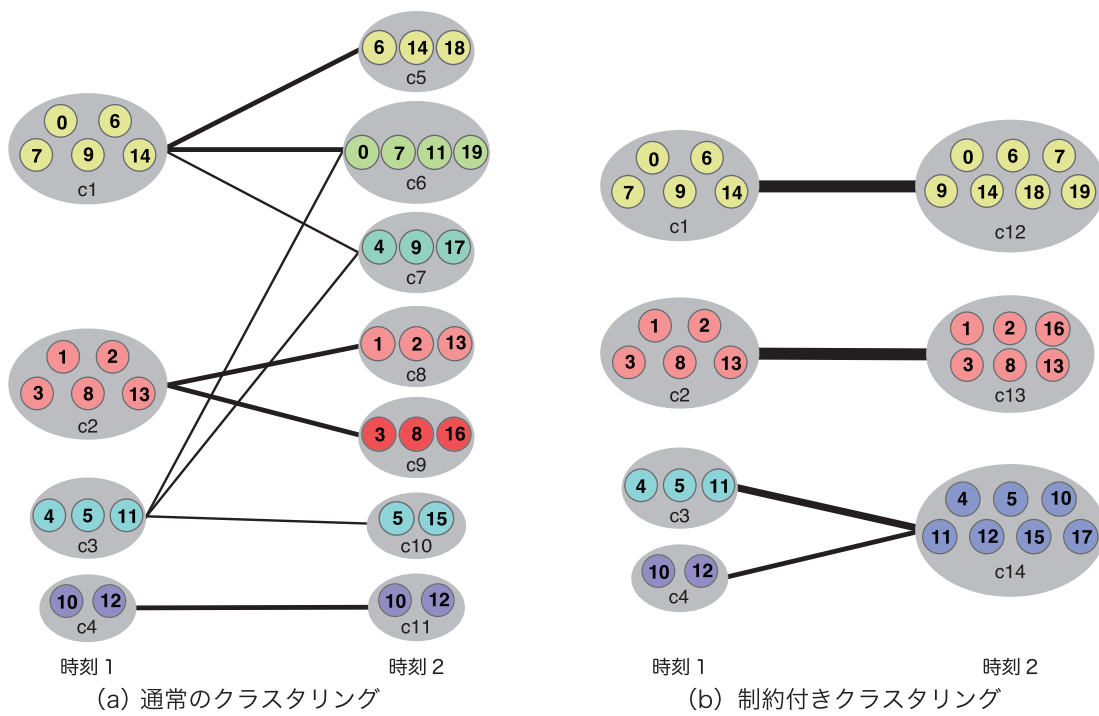 6 14 18
c5
0 6
7 9 14
c1
0 7 11 19
c6
4 9 17
c7
1 2
3 8 13
c2
1 2 13
c8
3 8 16
c9
4 5 11
c3
5 15
c10
10 12
c4
10 12
c11
時刻 1
時刻 2
(a) 通常のクラスタリング
0 6
7 9 14
c1
0 6 7
9 14 18 19
c12
1 2
3 8 13
c2
1 2 16
3 8 13
c13
4 5 11
c3
10 12
c4
4 5 10
11 12 15 17
c14
時刻 1
時刻 2
(b) 制約付きクラスタリング